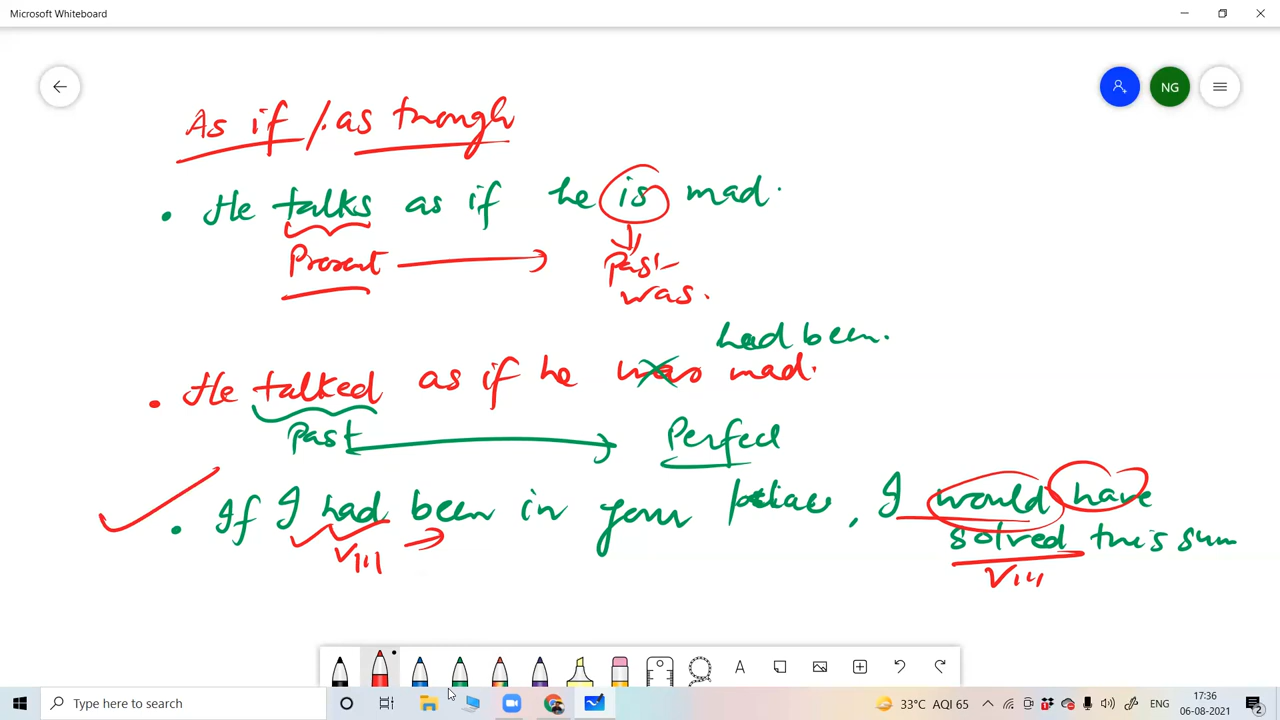 Microsoft Whiteboard
NG
As if / as though
• He talks as if he is mad.
Present
Past
was.
had been.
• He talked as if he was mad.
Past
Perfect
• If I had been in your place, I would have
solved this sum
VIII
VIII
A
Type here to search
33°C AQI 65
ENG
17:36
06-08-2021
2